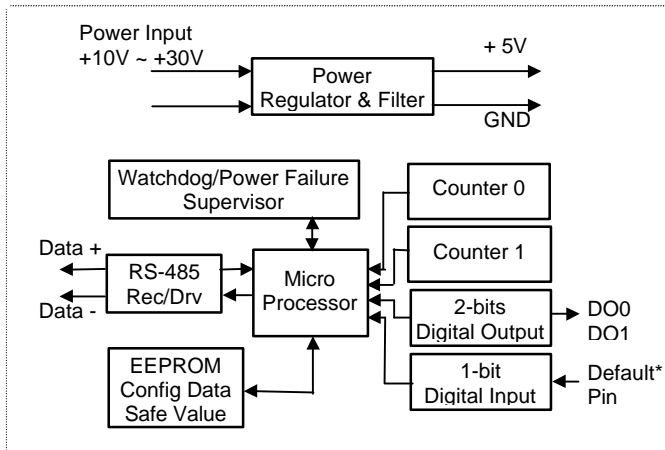 Power Input
+10V ~ +30V
Power
Regulator & Filter
+ 5V
GND
Watchdog/Power Failure
Supervisor
Counter 0
Counter 1
Data +
Data -
RS-485
Rec/Drv
Micro
Processor
2-bits
Digital Output
DO0
DO1
EEPROM
Config Data
Safe Value
1-bit
Digital Input
Default*
Pin